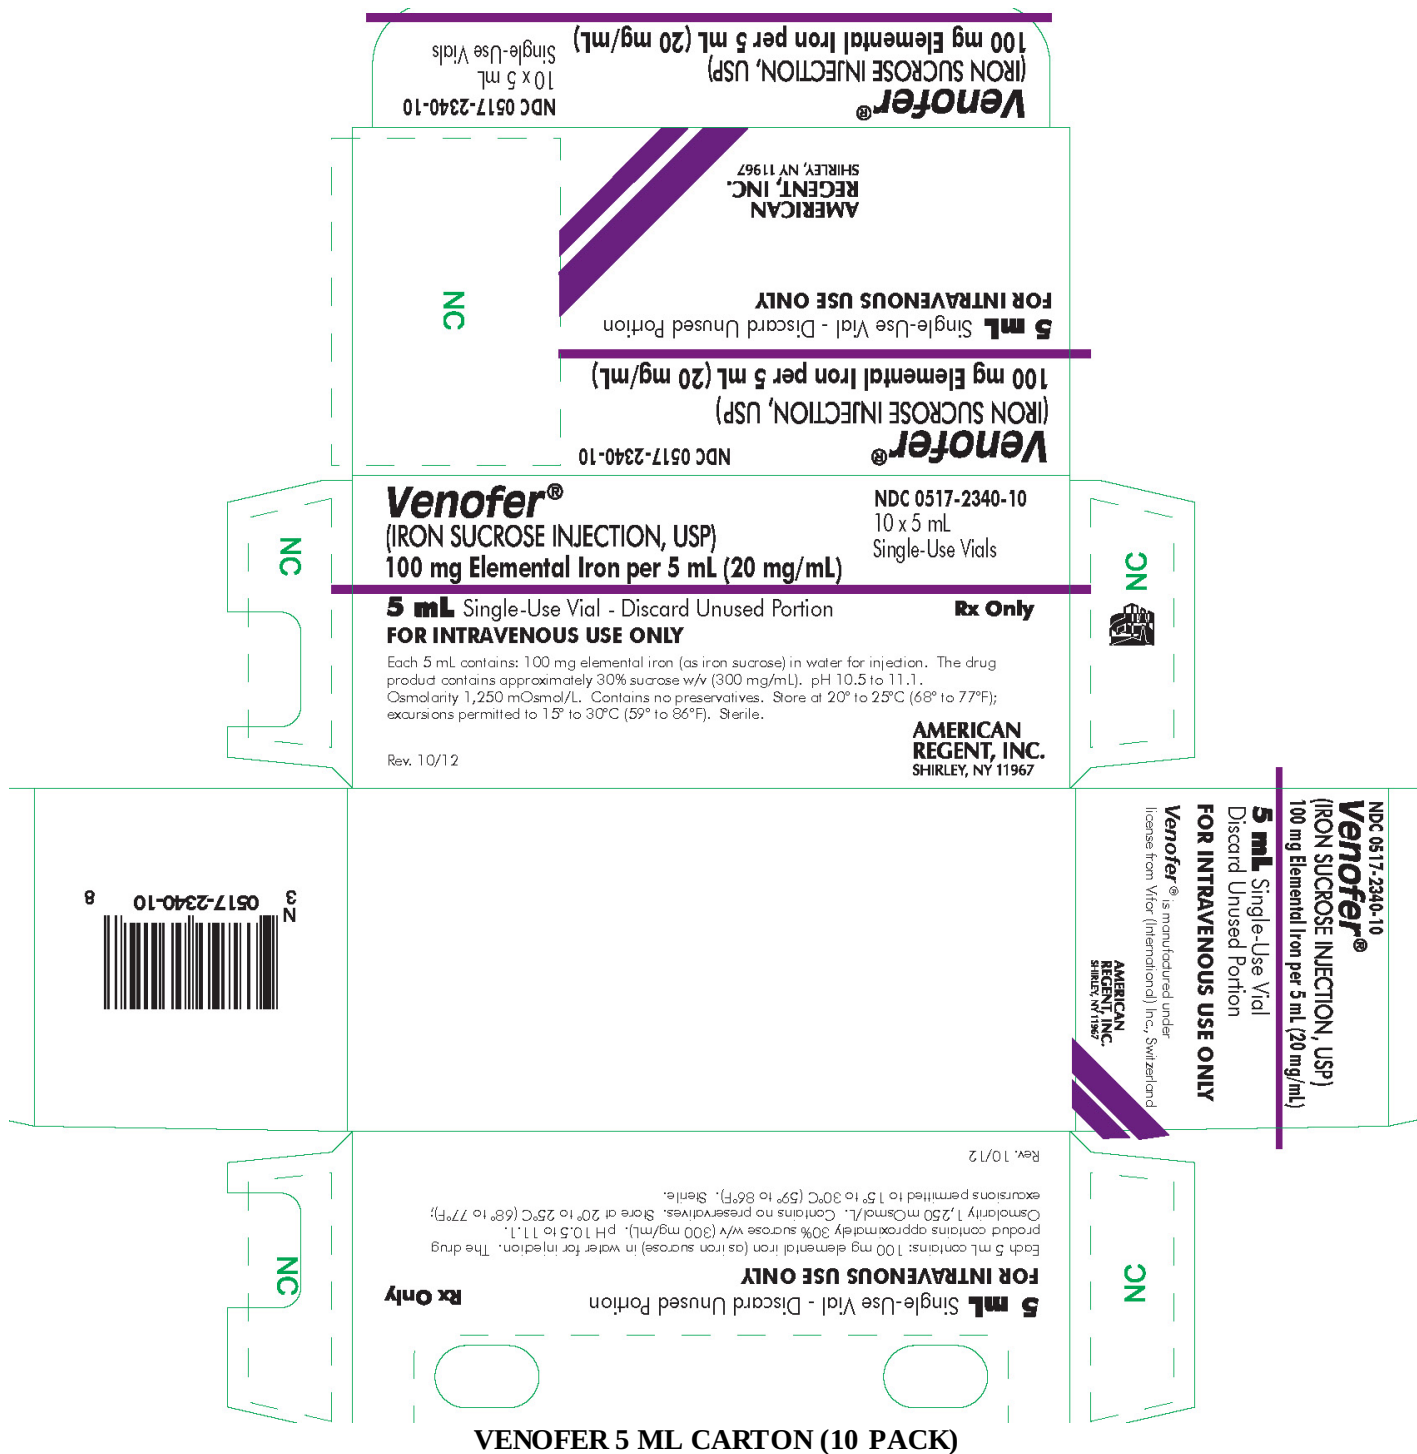 100 mg Elemental Iron per 5 mL (20 mg/mL)
(IRON SUCROSE INJECTION, USP)
Venofer®
Single-Use Vials
10 x 5 mL
NDC 0517-2340-10
SHIRLEY, NY 11967
REGENT, INC.
AMERICAN
NC
FOR INTRAVENOUS USE ONLY
5 mL Single-Use Vial - Discard Unused Portion
100 mg Elemental Iron per 5 mL (20 mg/mL)
(IRON SUCROSE INJECTION, USP)
Venofer®
NDC 0517-2340-10
Venofer®
(IRON SUCROSE INJECTION, USP)
100 mg Elemental Iron per 5 mL (20 mg/mL)
NDC 0517-2340-10
10 x 5 mL
Single-Use Vials
NC
NC
5 mL Single-Use Vial - Discard Unused Portion
Rx Only
FOR INTRAVENOUS USE ONLY
Each 5 mL contains: 100 mg elemental iron (as iron sucrose) in water for injection. The drug
product contains approximately 30% sucrose w/v (300 mg/mL). pH 10.5 to 11.1.
Osmolarity 1,250 mOsmol/L. Contains no preservatives. Store at 20° to 25°C (68° to 77°F);
excursions permitted to 15° to 30°C (59° to 86°F). Sterile.
AMERICAN
REGENT, INC.
SHIRLEY, NY 11967
Rev. 10/12
N
3 0517-2340-10 8
NDC 0517-2340-10
Venofer®
(IRON SUCROSE INJECTION, USP)
100 mg Elemental Iron per 5 mL (20 mg/mL)
5 mL Single-Use Vial
Discard Unused Portion
FOR INTRAVENOUS USE ONLY
Venofer® is manufactured under
license from Vifor (International) Inc., Switzerland
AMERICAN
REGENT, INC.
SHIRLEY, NY 11967
5 mL Single-Use Vial - Discard Unused Portion
Rx Only
FOR INTRAVENOUS USE ONLY
Each 5 mL contains: 100 mg elemental iron (as iron sucrose) in water for injection. The drug
product contains approximately 30% sucrose w/v (300 mg/mL). pH 10.5 to 11.1.
Osmolarity 1,250 mOsmol/L. Contains no preservatives. Store at 20° to 25°C (68° to 77°F);
excursions permitted to 15° to 30°C (59° to 86°F). Sterile.
Rev. 10/12
NC
NC
VENOFER 5 ML CARTON (10 PACK)